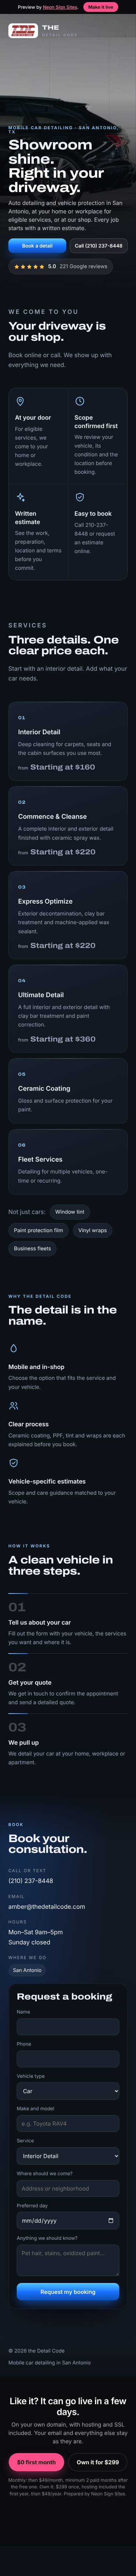 Preview by Neon Sign Sites.
Make it live
THE
DETAIL CODE
MOBILE CAR DETAILING · SAN ANTONIO,
TX
Showroom
shine.
Right in your
driveway.
Auto detailing and vehicle protection in San
Antonio, at your home or workplace for
eligible services, or at our shop. Every job
starts with a written estimate.
Book a detail
Call (210) 237-8448
★★★★★ 5.0 221 Google reviews
WE COME TO YOU
Your driveway is
our shop.
Book online or call. We show up with
everything we need.
At your door
For eligible
services, we
come to your
home or
workplace.
Scope
confirmed first
We review your
vehicle, its
condition and the
location before
booking.
Written
estimate
See the work,
preparation,
location and terms
before you
commit.
Easy to book
Call 210-237-
8448 or request
an estimate
online.
SERVICES
Three details. One
clear price each.
Start with an interior detail. Add what your
car needs.
01
Interior Detail
Deep cleaning for carpets, seats and
the cabin surfaces you use most.
from Starting at $160
02
Commence & Cleanse
A complete interior and exterior detail
finished with ceramic spray wax.
from Starting at $220
03
Express Optimize
Exterior decontamination, clay bar
treatment and machine-applied wax
sealant.
from Starting at $220
04
Ultimate Detail
A full interior and exterior detail with
clay bar treatment and paint
correction.
from Starting at $360
05
Ceramic Coating
Gloss and surface protection for your
paint.
06
Fleet Services
Detailing for multiple vehicles, one-
time or recurring.
Not just cars:
Window tint
Paint protection film
Vinyl wraps
Business fleets
WHY THE DETAIL CODE
The detail is in the
name.
Mobile and in-shop
Choose the option that fits the service and
your vehicle.
Clear process
Ceramic coating, PPF, tint and wraps are each
explained before you book.
Vehicle-specific estimates
Scope and care guidance matched to your
vehicle.
HOW IT WORKS
A clean vehicle in
three steps.
01
Tell us about your car
Fill out the form with your vehicle, the services
you want and where it is.
02
Get your quote
We get in touch to confirm the appointment
and send a detailed quote.
03
We pull up
We detail your car at your home, workplace or
apartment.
BOOK
Book your
consultation.
CALL OR TEXT
(210) 237-8448
EMAIL
amber@thedetailcode.com
HOURS
Mon–Sat 9am–5pm
Sunday closed
WHERE WE GO
San Antonio
Request a booking
Name
Phone
Vehicle type
Car
Make and model
e.g. Toyota RAV4
Service
Interior Detail
Where should we come?
Address or neighborhood
Preferred day
mm/dd/yyyy
Anything we should know?
Pet hair, stains, oxidized paint...
Request my booking
© 2026 the Detail Code
Mobile car detailing in San Antonio
Like it? It can go live in a few
days.
On your own domain, with hosting and SSL
included. Your email and everything else stay
as they are.
$0 first month
Own it for $299
Monthly: then $49/month, minimum 2 paid months after
the free one. Own it: $299 once, hosting included the
first year, then $49/year. Prepared by Neon Sign Sites.